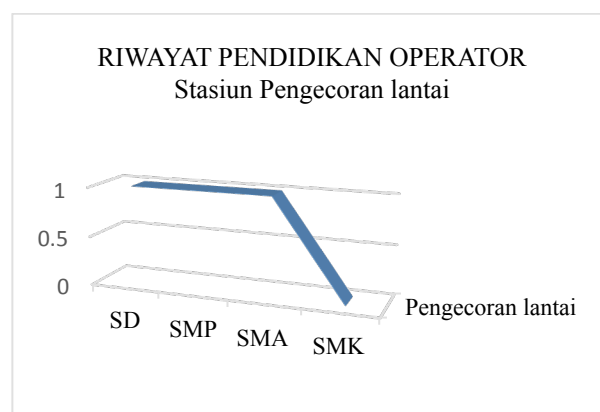 RIWAYAT PENDIDIKAN OPERATOR
Stasiun Pengecoran lantai
1
0.5
0
SD
SMP
SMA
SMK
Pengecoran lantai